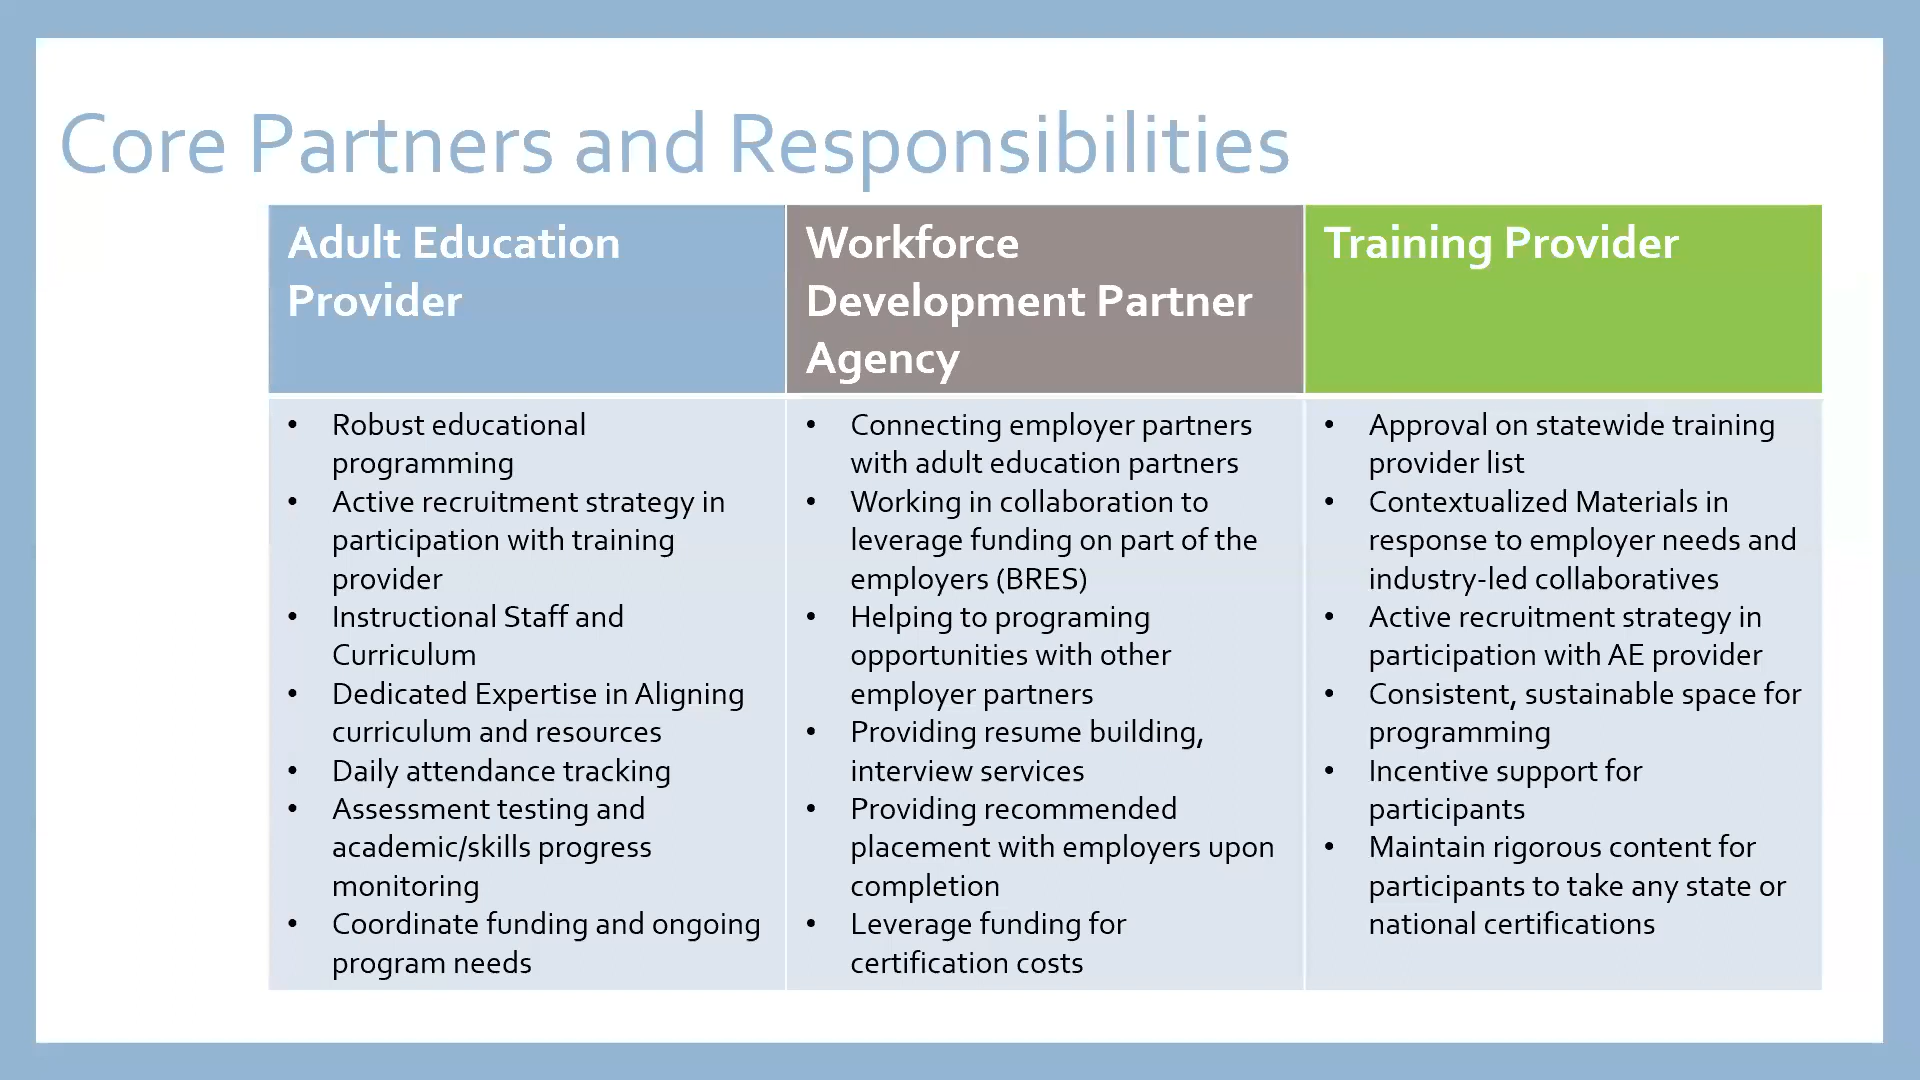 Core Partners and Responsibilities
Adult Education
Provider
Workforce
Development Partner
Agency
Training Provider
• Robust educational
programming
• Active recruitment strategy in
participation with training
provider
• Instructional Staff and
Curriculum
• Dedicated Expertise in Aligning
curriculum and resources
• Daily attendance tracking
• Assessment testing and
academic/skills progress
monitoring
• Coordinate funding and ongoing
program needs
• Connecting employer partners
with adult education partners
• Working in collaboration to
leverage funding on part of the
employers (BRES)
• Helping to programing
opportunities with other
employer partners
• Providing resume building,
interview services
• Providing recommended
placement with employers upon
completion
• Leverage funding for
certification costs
• Approval on statewide training
provider list
• Contextualized Materials in
response to employer needs and
industry-led collaboratives
• Active recruitment strategy in
participation with AE provider
• Consistent, sustainable space for
programming
• Incentive support for
participants
• Maintain rigorous content for
participants to take any state or
national certifications